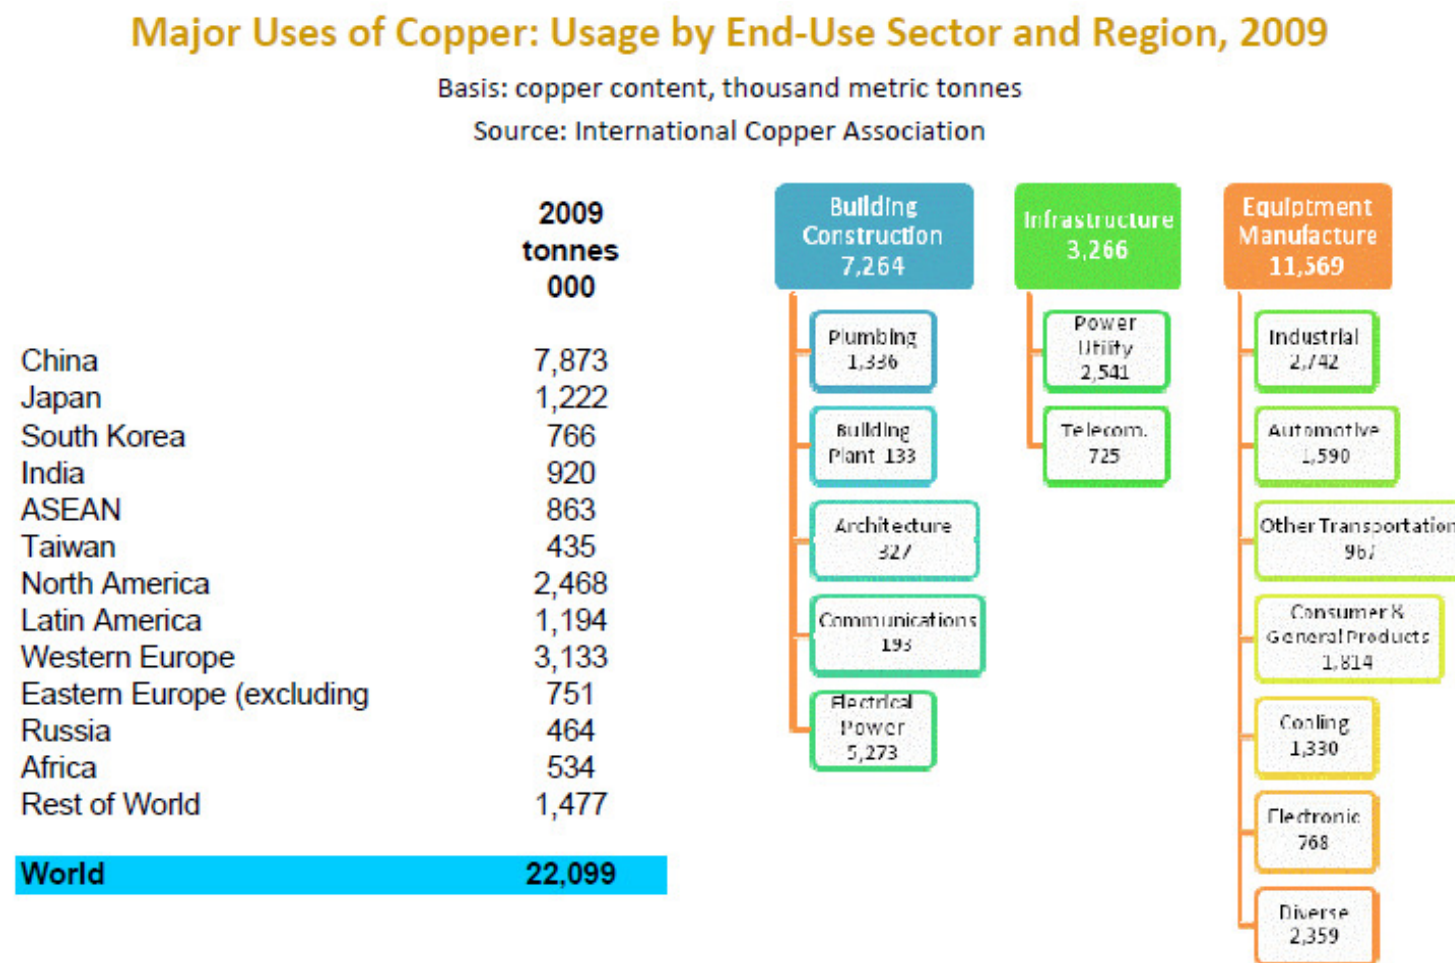 Major Uses of Copper: Usage by End-Use Sector and Region, 2009
Basis: copper content, thousand metric tonnes
Source: International Copper Association
2009
tonnes
000
China 7,873
Japan 1,222
South Korea 766
India 920
ASEAN 863
Taiwan 435
North America 2,468
Latin America 1,194
Western Europe 3,133
Eastern Europe (excluding 751
Russia 464
Africa 534
Rest of World 1,477
World 22,099
Building
Construction
7,264
Plumbing
1,336
Building
Plant 133
Architecture
327
Communications
193
Electrical
Power
5,273
Infrastructure
3,266
Power
Utility
2,541
Telecom.
725
Equiptment
Manufacture
11,569
Industrial
2,742
Automotive
1,590
Other Transportation
967
Consumer &
General Products
1,814
Cooling
1,330
Electronic
768
Diverse
2,359